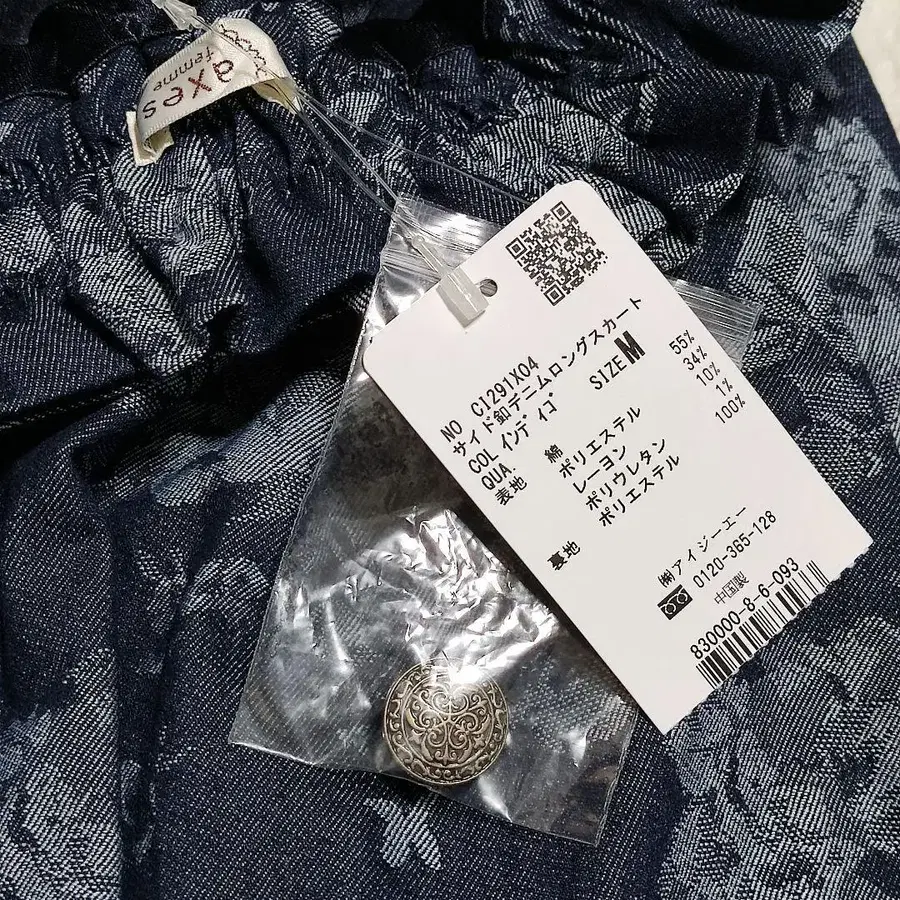 axes
femme
NO CI291X04
サイド釦デニムロングスカート
COL インディゴ SIZE M
QUA.
表地 綿 55%
ポリエステル 34%
レーヨン 10%
ポリウレタン 1%
裏地 ポリエステル 100%
㈱アイジーエー
0120-365-128
中国製
830000-8-6-093